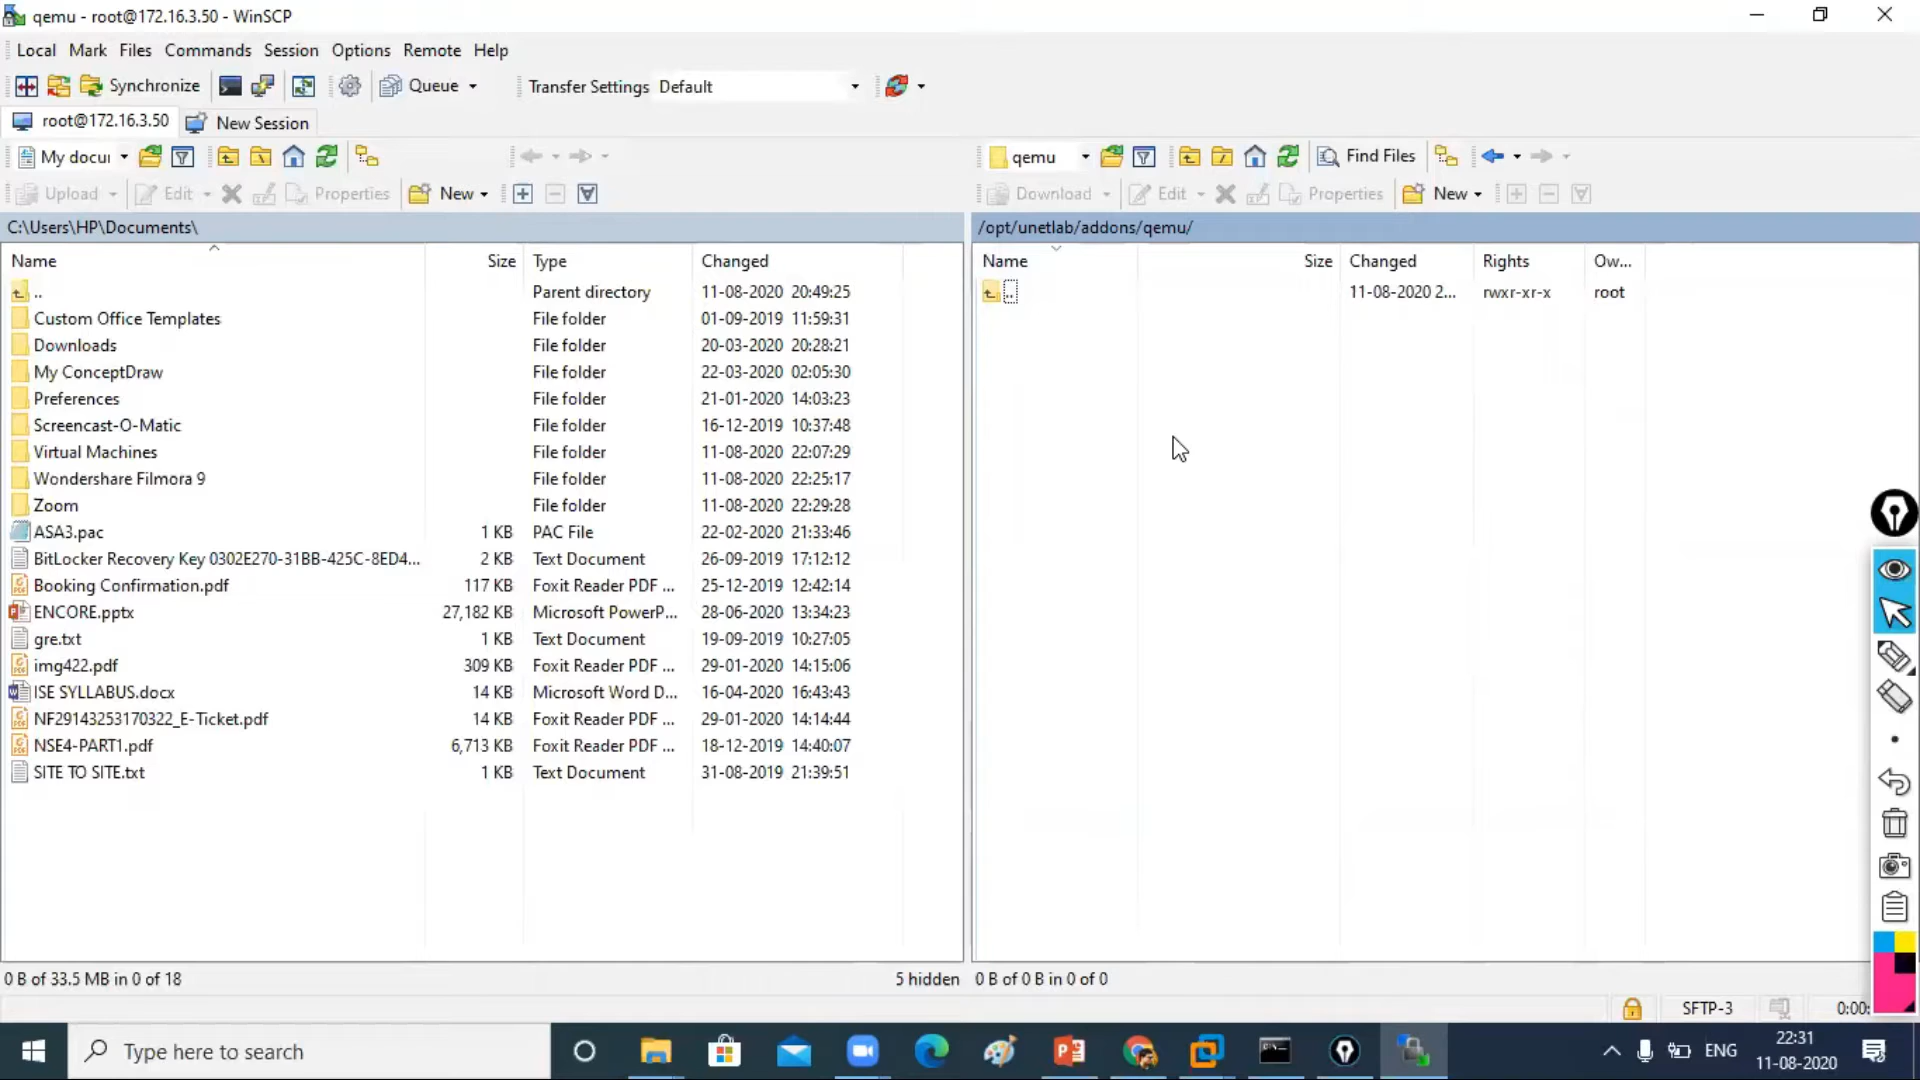 qemu - root@172.16.3.50 - WinSCP
Local Mark Files Commands Session Options Remote Help
Synchronize Queue Transfer Settings Default
root@172.16.3.50 New Session
My docu qemu Find Files
Upload Edit Properties New Download Edit Properties New
C:\Users\HP\Documents\ /opt/unetlab/addons/qemu/
Name Size Type Changed Name Size Changed Rights Ow...
.. Parent directory 11-08-2020 20:49:25 .. 11-08-2020 2... rwxr-xr-x root
Custom Office Templates File folder 01-09-2019 11:59:31
Downloads File folder 20-03-2020 20:28:21
My ConceptDraw File folder 22-03-2020 02:05:30
Preferences File folder 21-01-2020 14:03:23
Screencast-O-Matic File folder 16-12-2019 10:37:48
Virtual Machines File folder 11-08-2020 22:07:29
Wondershare Filmora 9 File folder 11-08-2020 22:25:17
Zoom File folder 11-08-2020 22:29:28
ASA3.pac 1 KB PAC File 22-02-2020 21:33:46
BitLocker Recovery Key 0302E270-31BB-425C-8ED4... 2 KB Text Document 26-09-2019 17:12:12
Booking Confirmation.pdf 117 KB Foxit Reader PDF ... 25-12-2019 12:42:14
ENCORE.pptx 27,182 KB Microsoft PowerP... 28-06-2020 13:34:23
gre.txt 1 KB Text Document 19-09-2019 10:27:05
img422.pdf 309 KB Foxit Reader PDF ... 29-01-2020 14:15:06
ISE SYLLABUS.docx 14 KB Microsoft Word D... 16-04-2020 16:43:43
NF29143253170322_E-Ticket.pdf 14 KB Foxit Reader PDF ... 29-01-2020 14:14:44
NSE4-PART1.pdf 6,713 KB Foxit Reader PDF ... 18-12-2019 14:40:07
SITE TO SITE.txt 1 KB Text Document 31-08-2019 21:39:51
0 B of 33.5 MB in 0 of 18 5 hidden 0 B of 0 B in 0 of 0
SFTP-3 0:00:
Type here to search ENG 22:31
11-08-2020